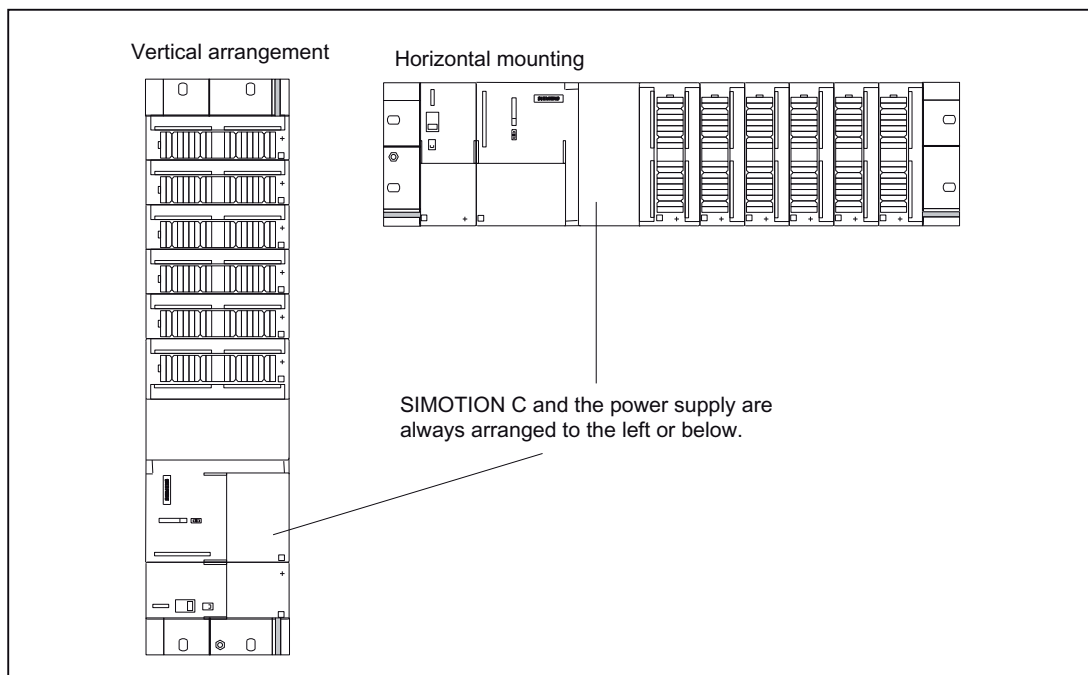 Vertical arrangement
Horizontal mounting
SIMOTION C and the power supply are
always arranged to the left or below.